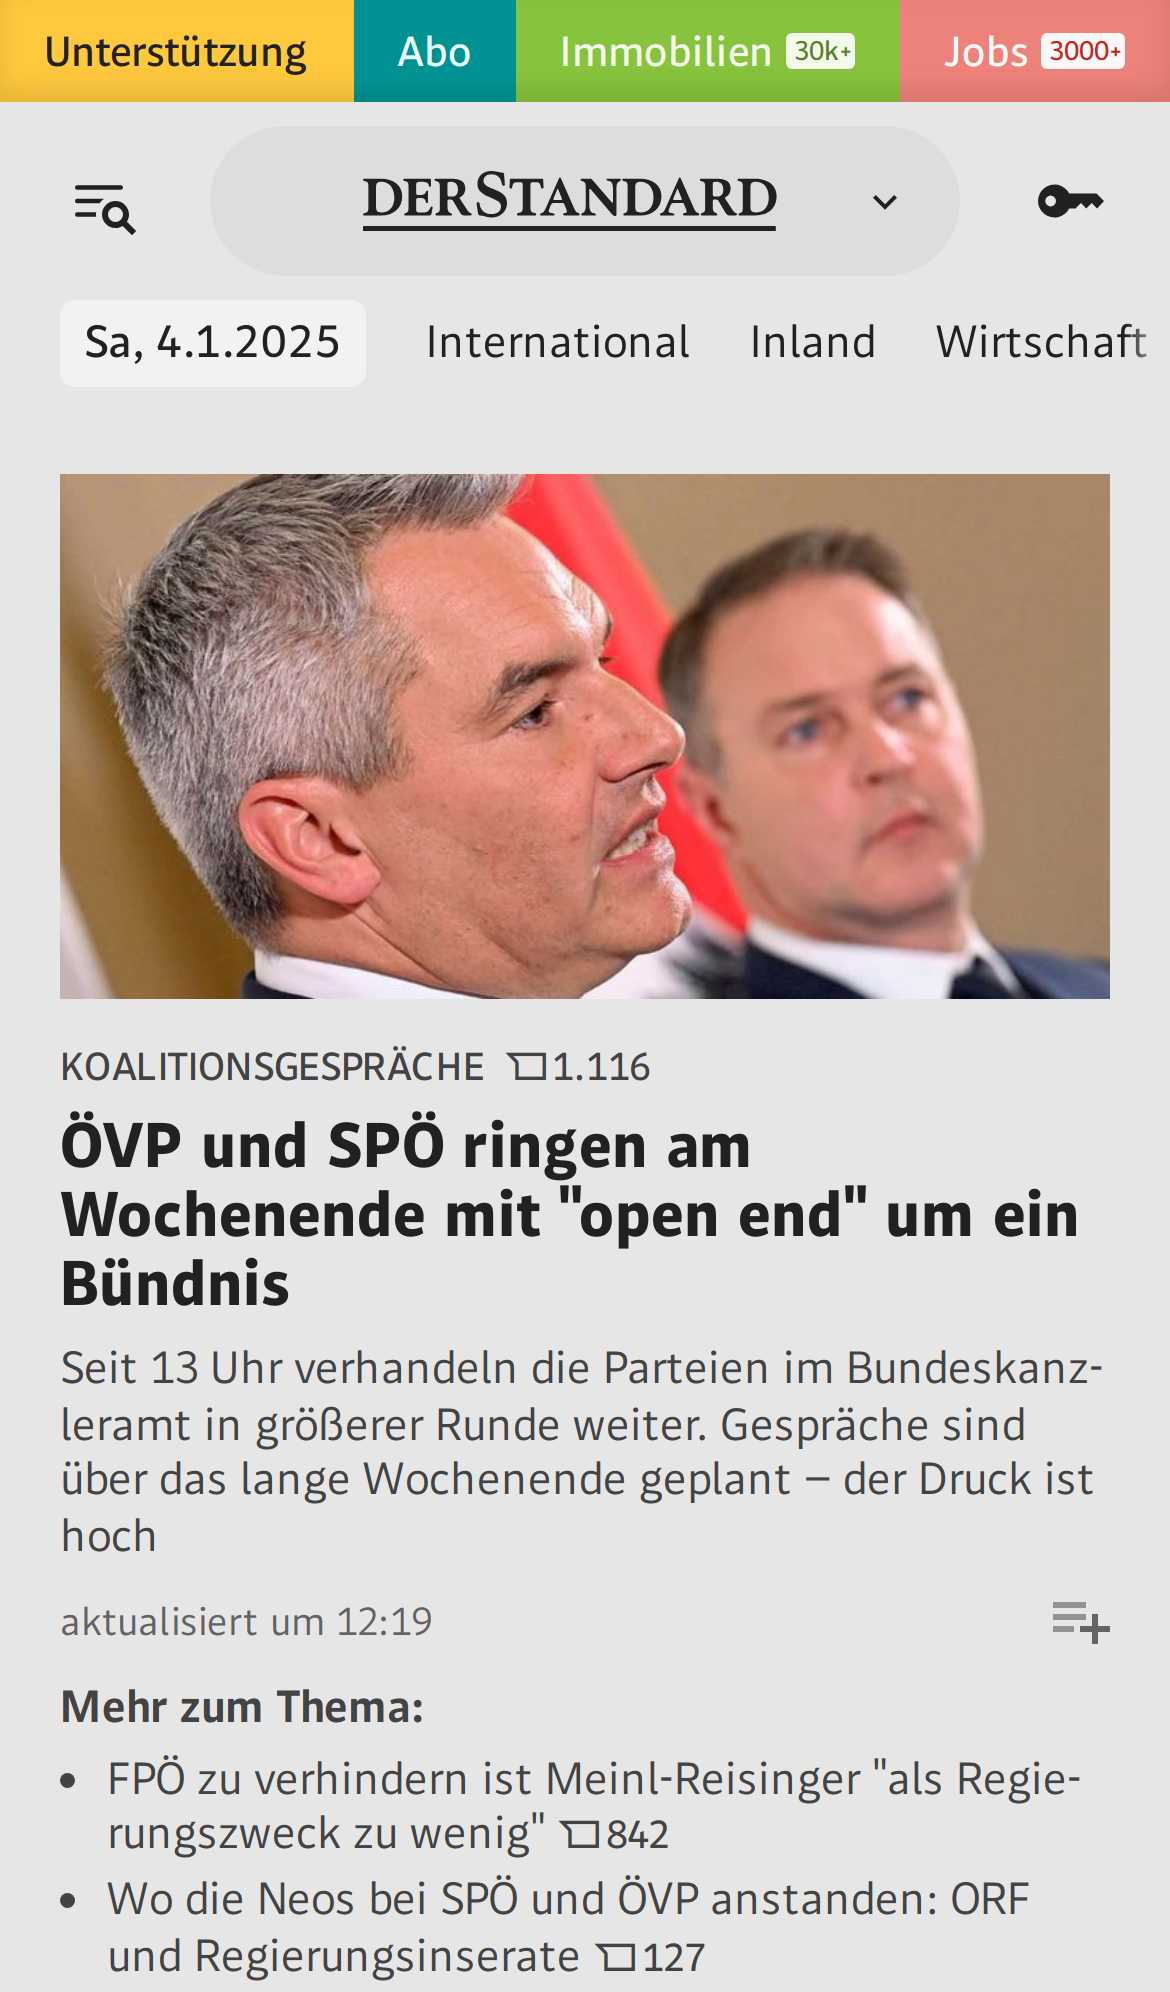 Unterstützung Abo Immobilien 30k+ Jobs 3000+
DERSTANDARD
Sa, 4.1.2025 International Inland Wirtschaft
KOALITIONSGESPRÄCHE 1.116
ÖVP und SPÖ ringen am
Wochenende mit "open end" um ein
Bündnis
Seit 13 Uhr verhandeln die Parteien im Bundeskanz-
leramt in größerer Runde weiter. Gespräche sind
über das lange Wochenende geplant – der Druck ist
hoch
aktualisiert um 12:19
Mehr zum Thema:
• FPÖ zu verhindern ist Meinl-Reisinger "als Regie-
rungszweck zu wenig" 842
• Wo die Neos bei SPÖ und ÖVP anstanden: ORF
und Regierungsinserate 127